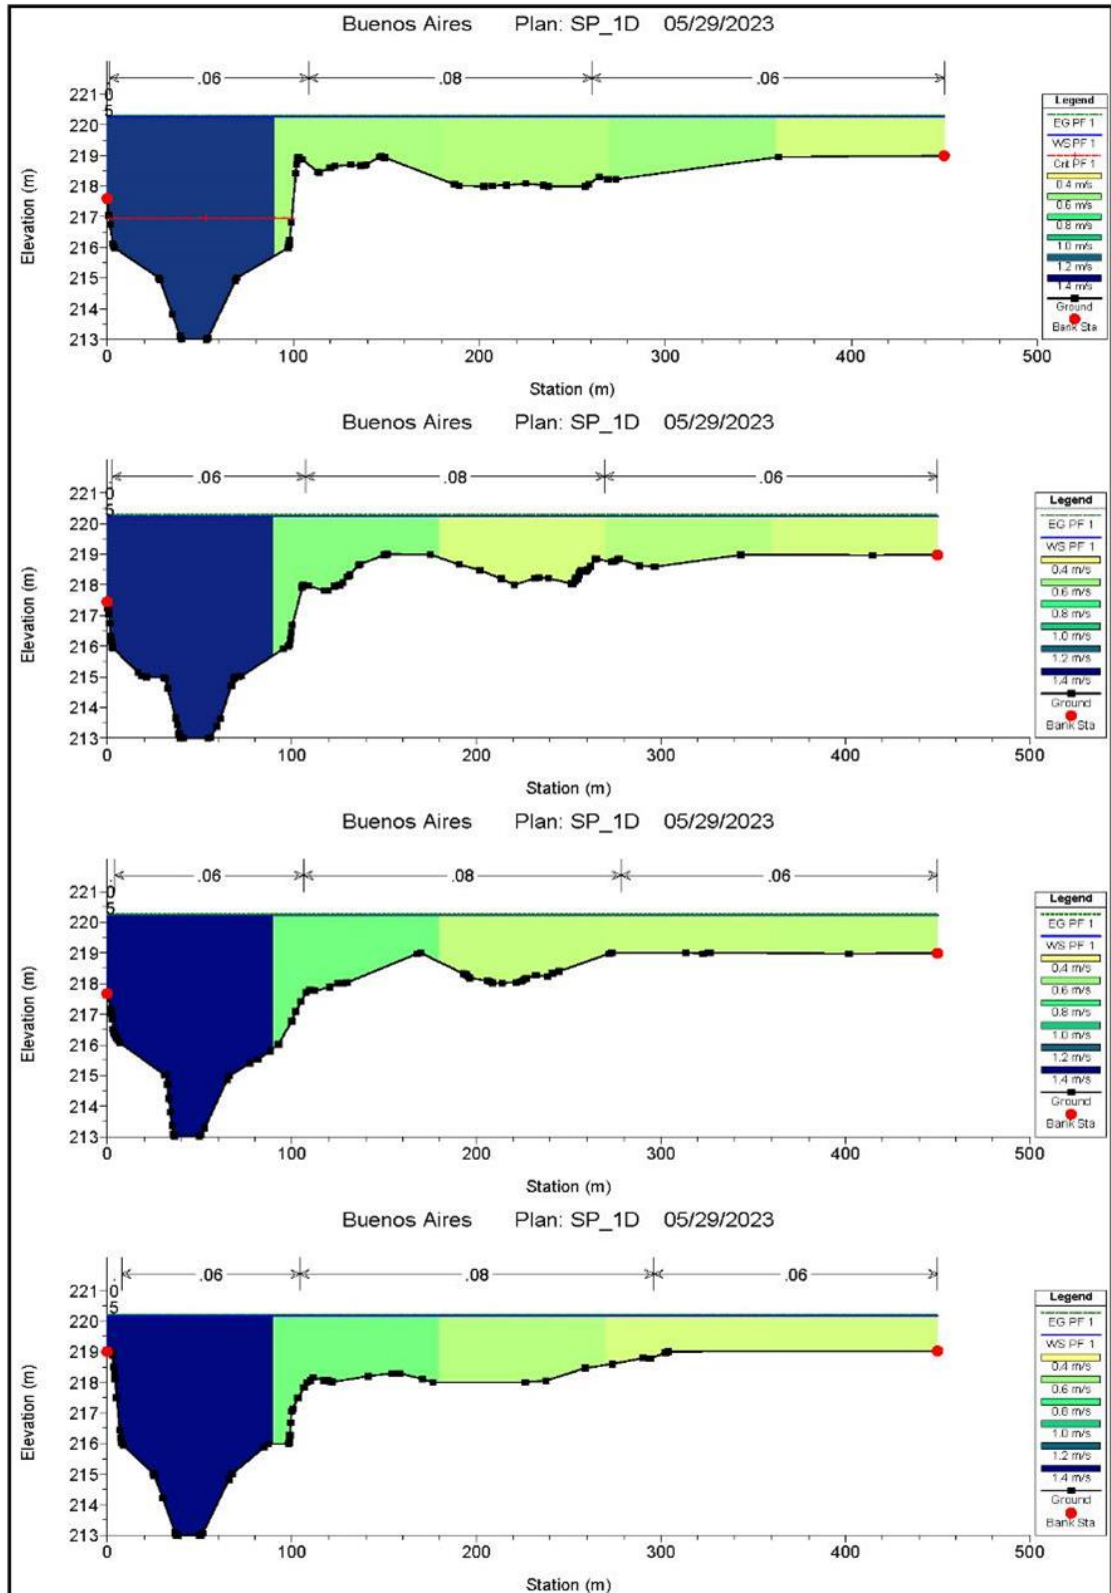 Buenos Aires Plan: SP_1D 05/29/2023
.05 .06 .08 .06
221
220
219
218
217
216
215
214
213
Elevation (m)
0 100 200 300 400 500
Station (m)
Legend
EG PF 1
WS PF 1
Crit PF 1
0.4 m/s
0.6 m/s
0.8 m/s
1.0 m/s
1.2 m/s
1.4 m/s
Ground
Bank Sta
Buenos Aires Plan: SP_1D 05/29/2023
.05 .06 .08 .06
221
220
219
218
217
216
215
214
213
Elevation (m)
0 100 200 300 400 500
Station (m)
Legend
EG PF 1
WS PF 1
0.4 m/s
0.6 m/s
0.8 m/s
1.0 m/s
1.2 m/s
1.4 m/s
Ground
Bank Sta
Buenos Aires Plan: SP_1D 05/29/2023
.05 .06 .08 .06
221
220
219
218
217
216
215
214
213
Elevation (m)
0 100 200 300 400 500
Station (m)
Legend
EG PF 1
WS PF 1
0.4 m/s
0.6 m/s
0.8 m/s
1.0 m/s
1.2 m/s
1.4 m/s
Ground
Bank Sta
Buenos Aires Plan: SP_1D 05/29/2023
.05 .06 .08 .06
221
220
219
218
217
216
215
214
213
Elevation (m)
0 100 200 300 400 500
Station (m)
Legend
EG PF 1
WS PF 1
0.4 m/s
0.6 m/s
0.8 m/s
1.0 m/s
1.2 m/s
1.4 m/s
Ground
Bank Sta